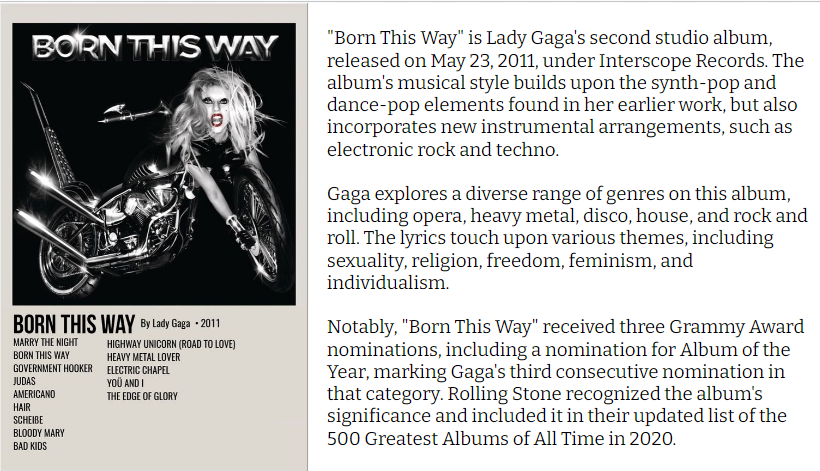 BORN THIS WAY
BORN THIS WAY By Lady Gaga • 2011
MARRY THE NIGHT
BORN THIS WAY
GOVERNMENT HOOKER
JUDAS
AMERICANO
HAIR
SCHEIßE
BLOODY MARY
BAD KIDS
HIGHWAY UNICORN (ROAD TO LOVE)
HEAVY METAL LOVER
ELECTRIC CHAPEL
YOÜ AND I
THE EDGE OF GLORY
"Born This Way" is Lady Gaga's second studio album,
released on May 23, 2011, under Interscope Records. The
album's musical style builds upon the synth-pop and
dance-pop elements found in her earlier work, but also
incorporates new instrumental arrangements, such as
electronic rock and techno.
Gaga explores a diverse range of genres on this album,
including opera, heavy metal, disco, house, and rock and
roll. The lyrics touch upon various themes, including
sexuality, religion, freedom, feminism, and
individualism.
Notably, "Born This Way" received three Grammy Award
nominations, including a nomination for Album of the
Year, marking Gaga's third consecutive nomination in
that category. Rolling Stone recognized the album's
significance and included it in their updated list of the
500 Greatest Albums of All Time in 2020.